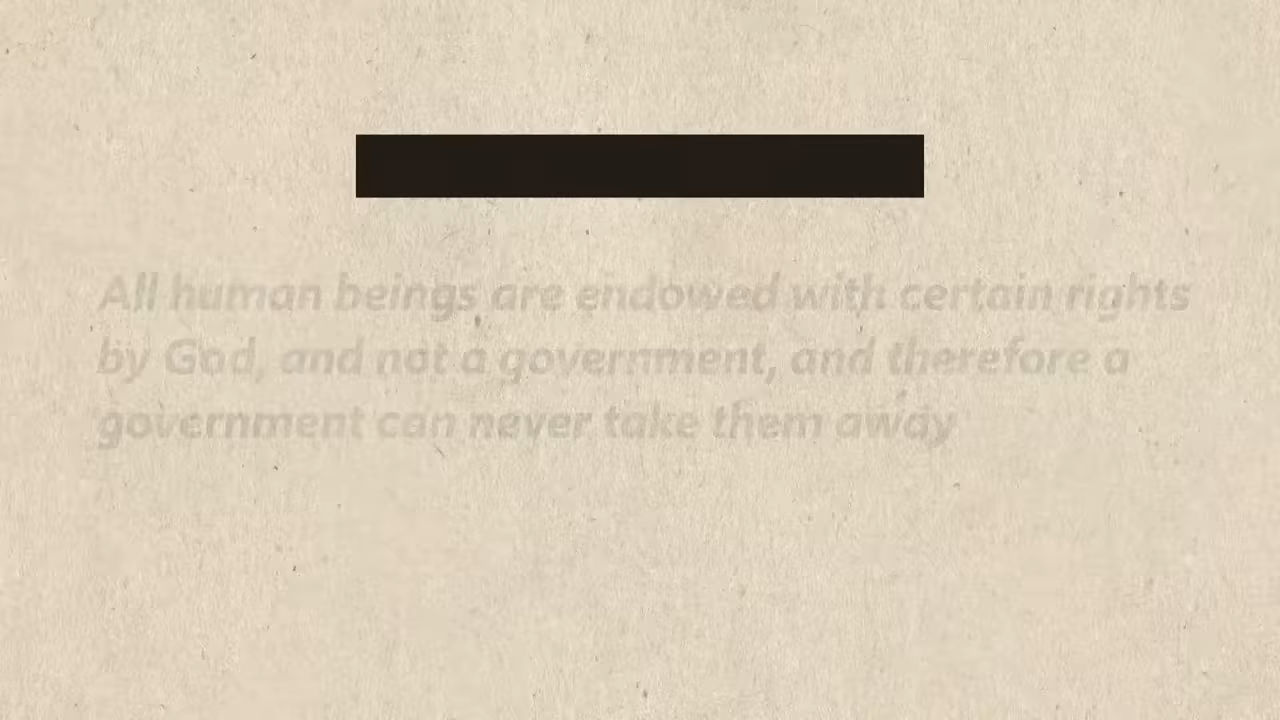 All human beings are endowed with certain rights
by God, and not a government, and therefore a
government can never take them away